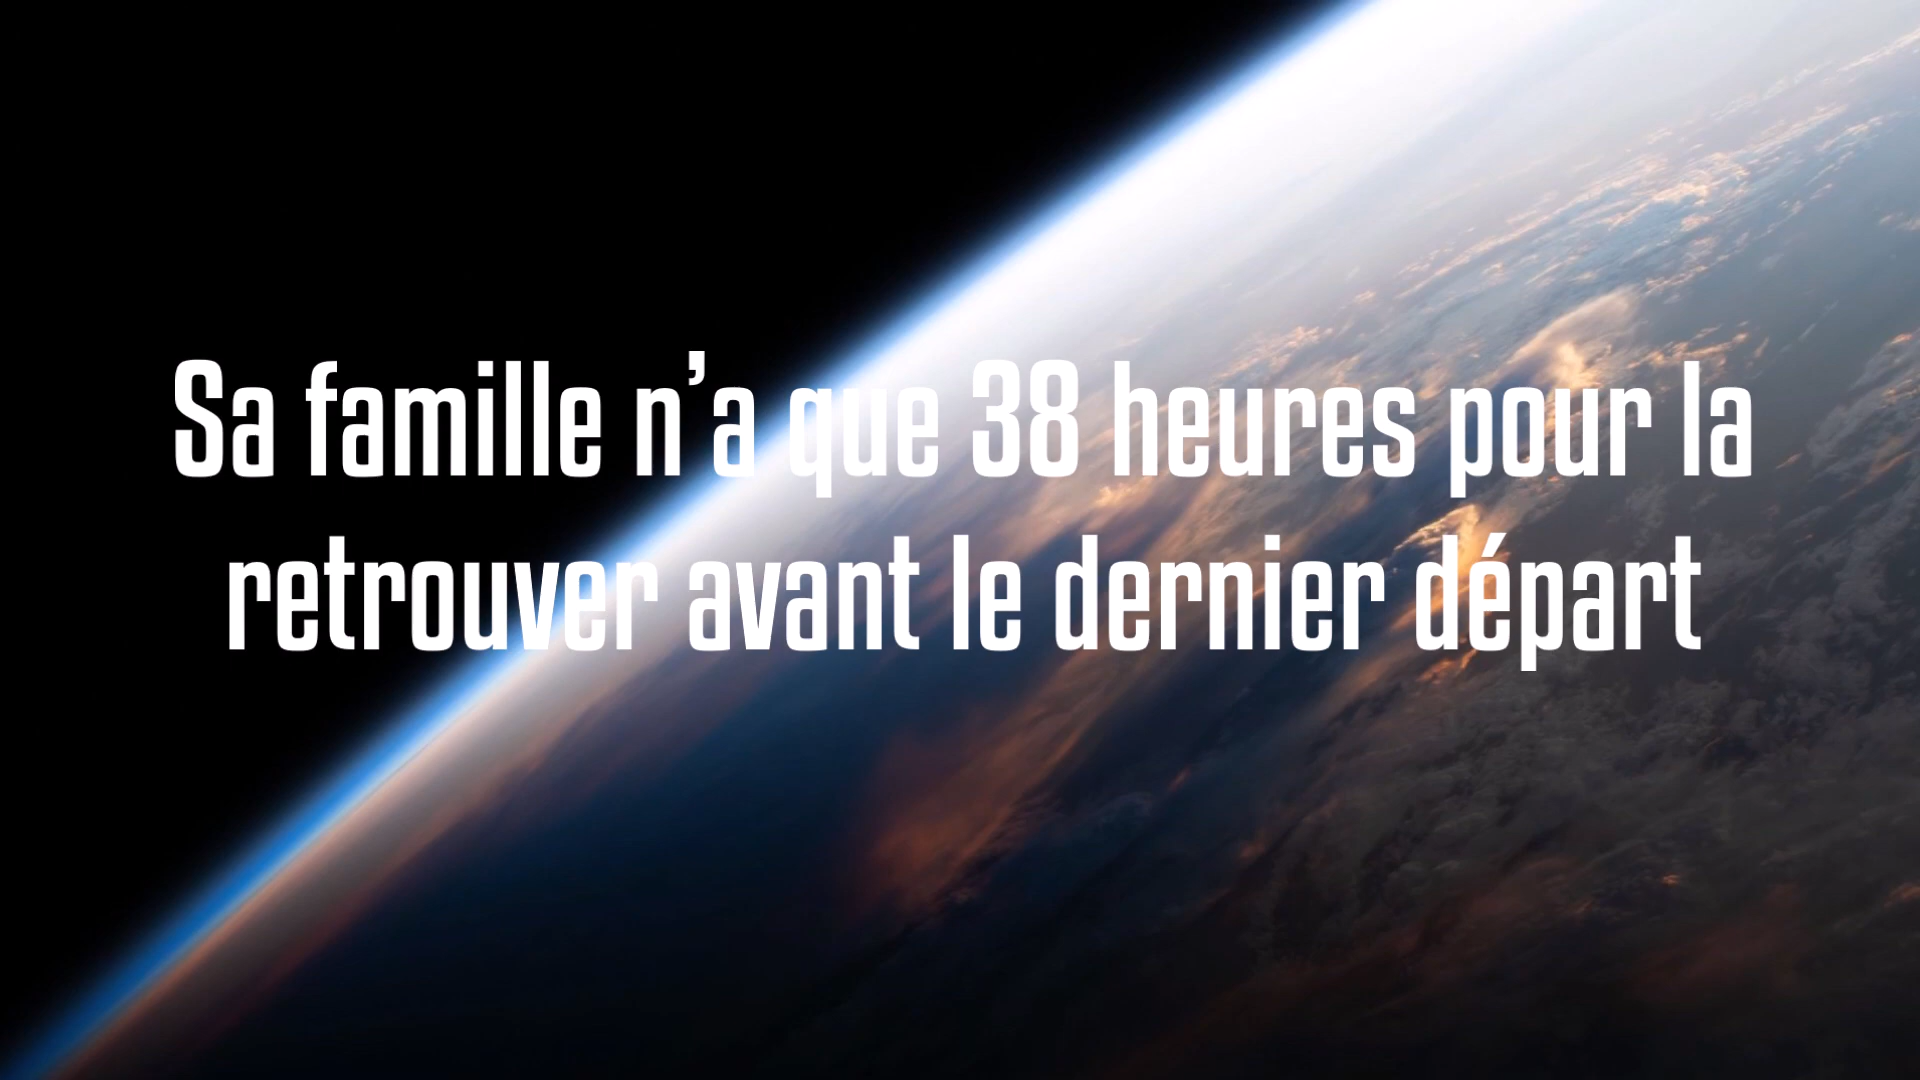 Sa famille n’a que 38 heures pour la
retrouver avant le dernier départ